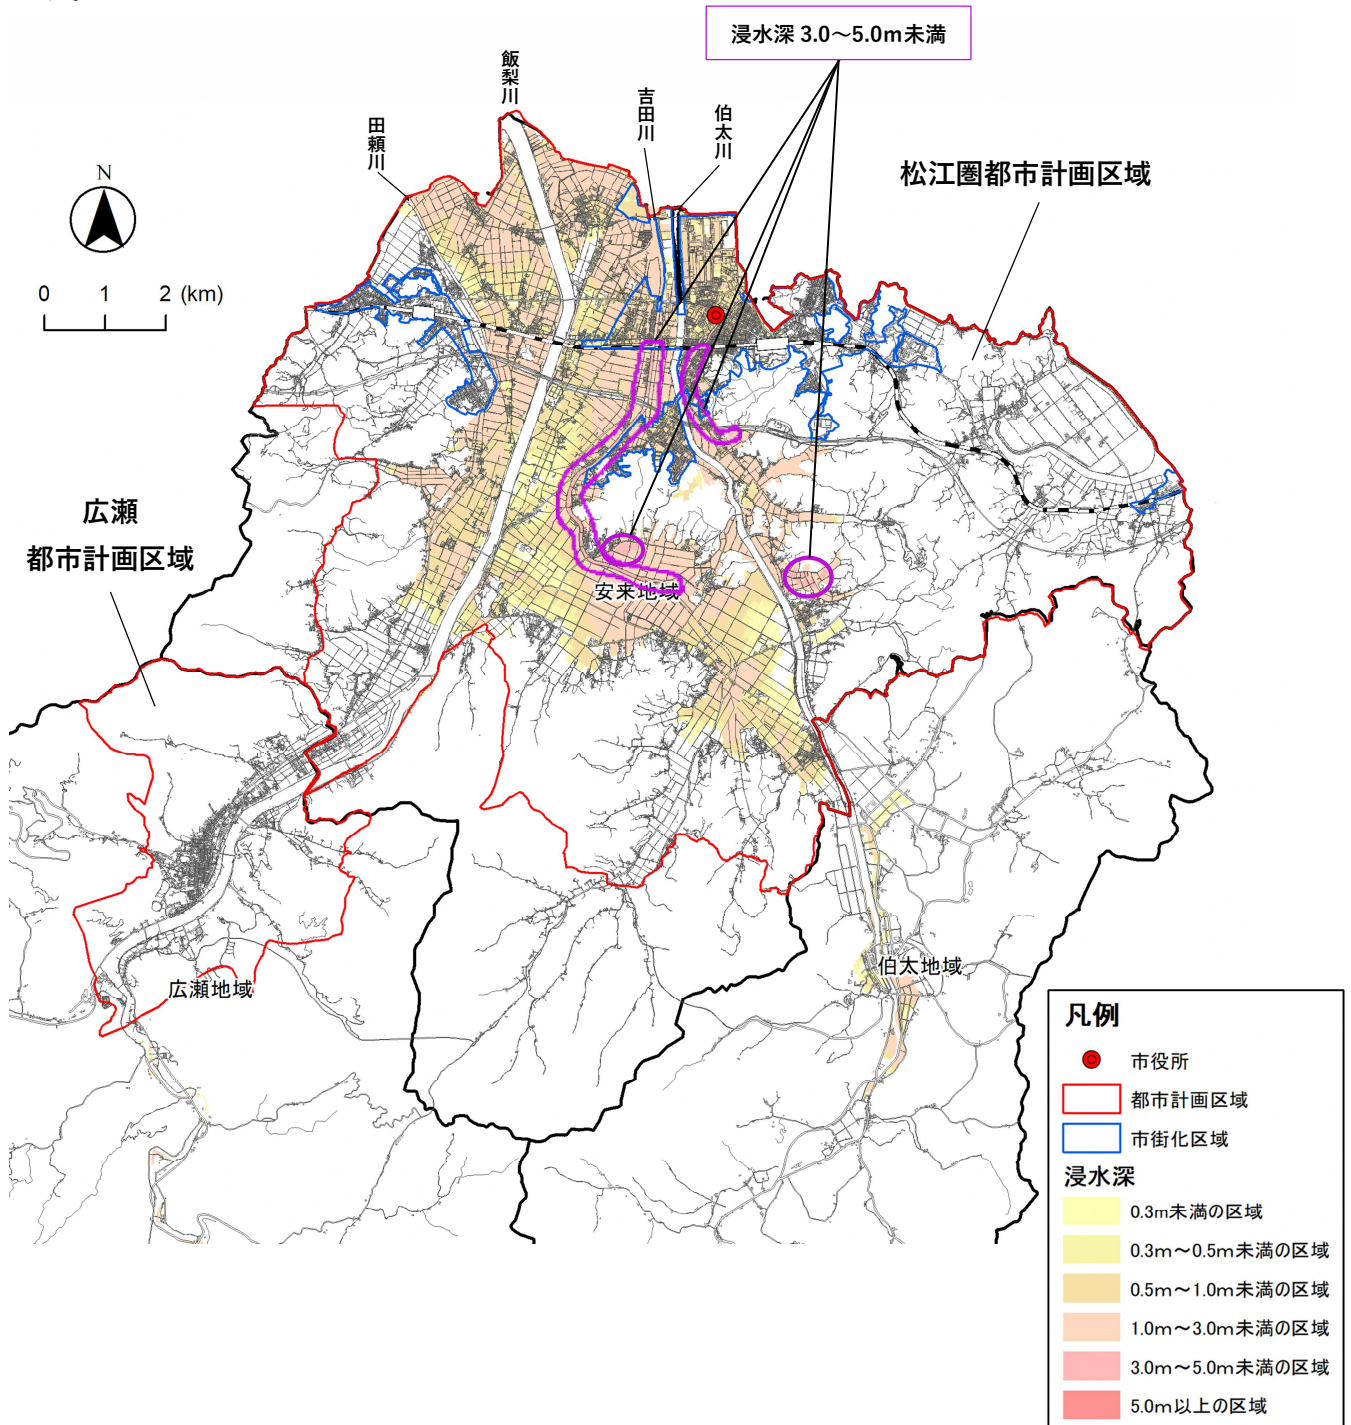 浸水深 3.0～5.0m未満
飯梨川
吉田川
伯太川
田頼川
松江圏都市計画区域
N
0 1 2 (km)
広瀬
都市計画区域
安来地域
伯太地域
広瀬地域
凡例
市役所
都市計画区域
市街化区域
浸水深
0.3m未満の区域
0.3m～0.5m未満の区域
0.5m～1.0m未満の区域
1.0m～3.0m未満の区域
3.0m～5.0m未満の区域
5.0m以上の区域